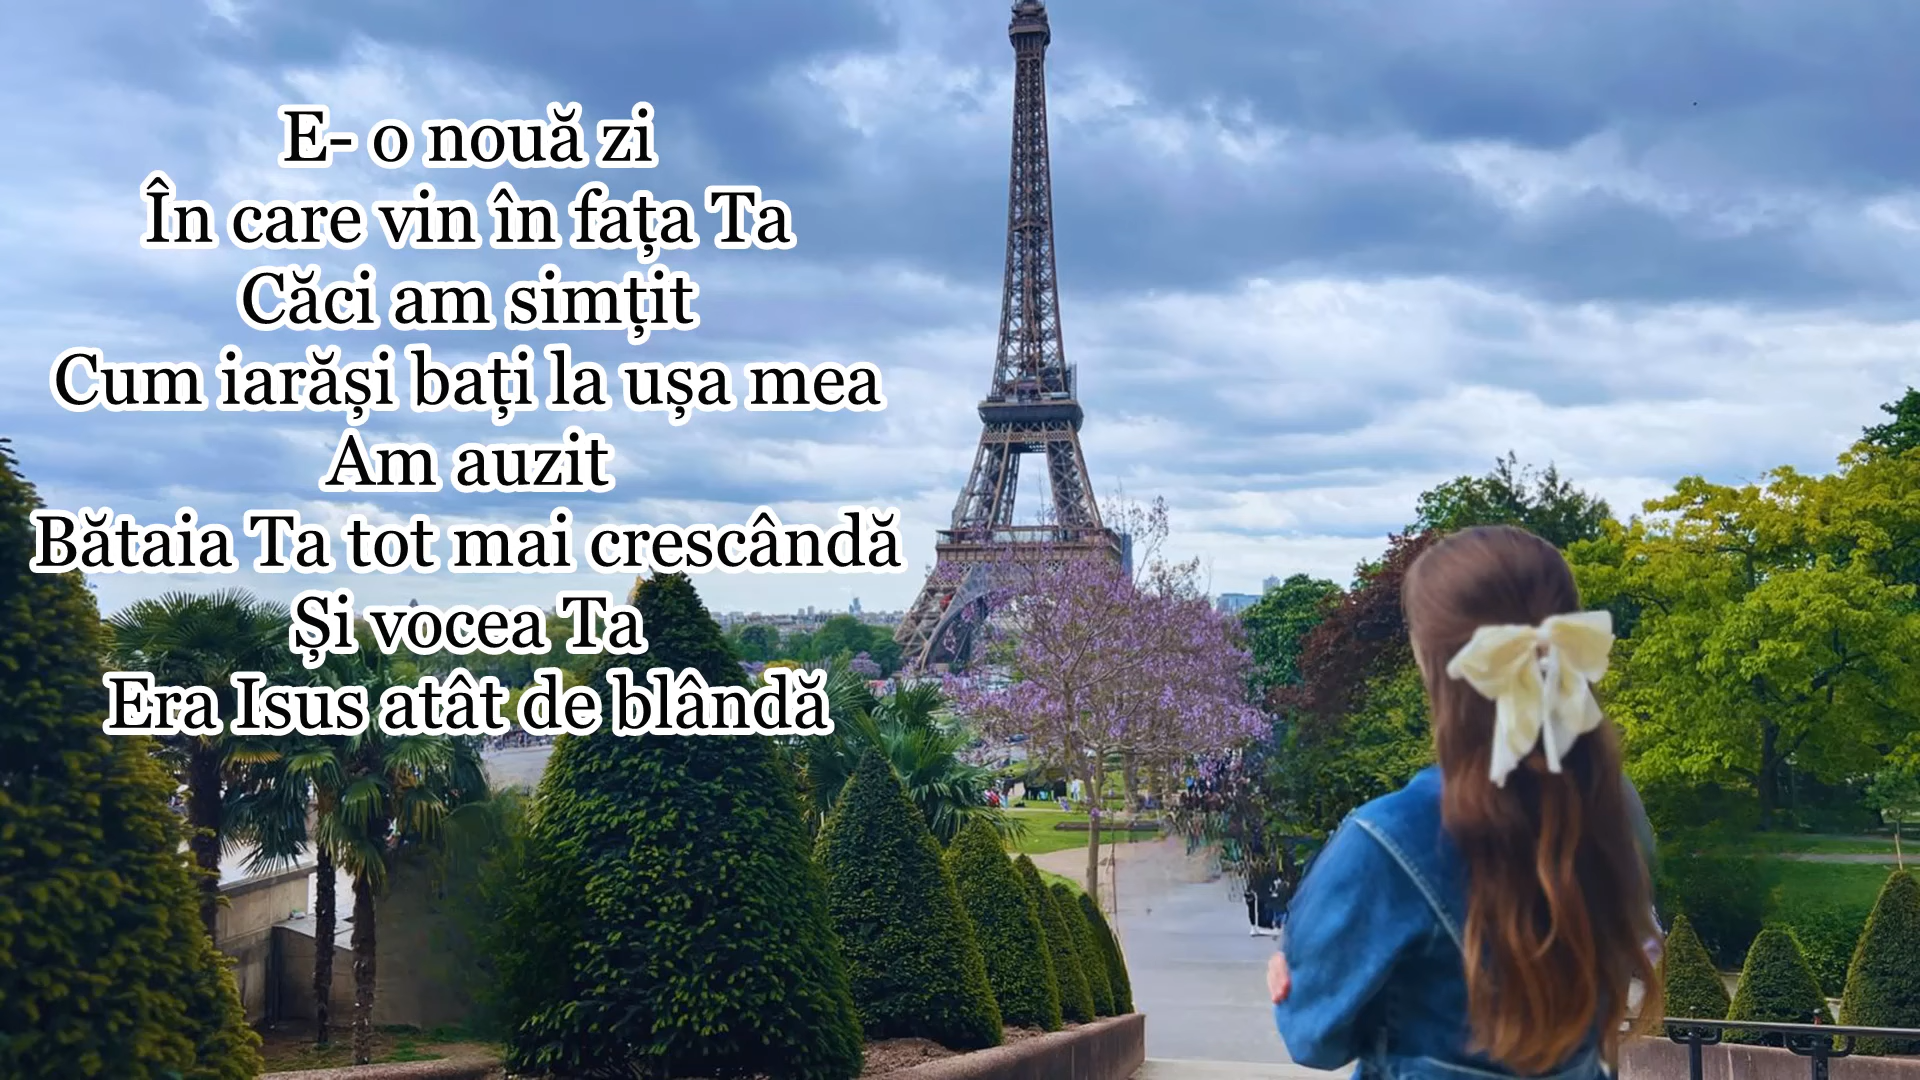 E- o nouă zi
În care vin în fața Ta
Căci am simțit
Cum iarăși bați la ușa mea
Am auzit
Bătaia Ta tot mai crescândă
Și vocea Ta
Era Isus atât de blândă